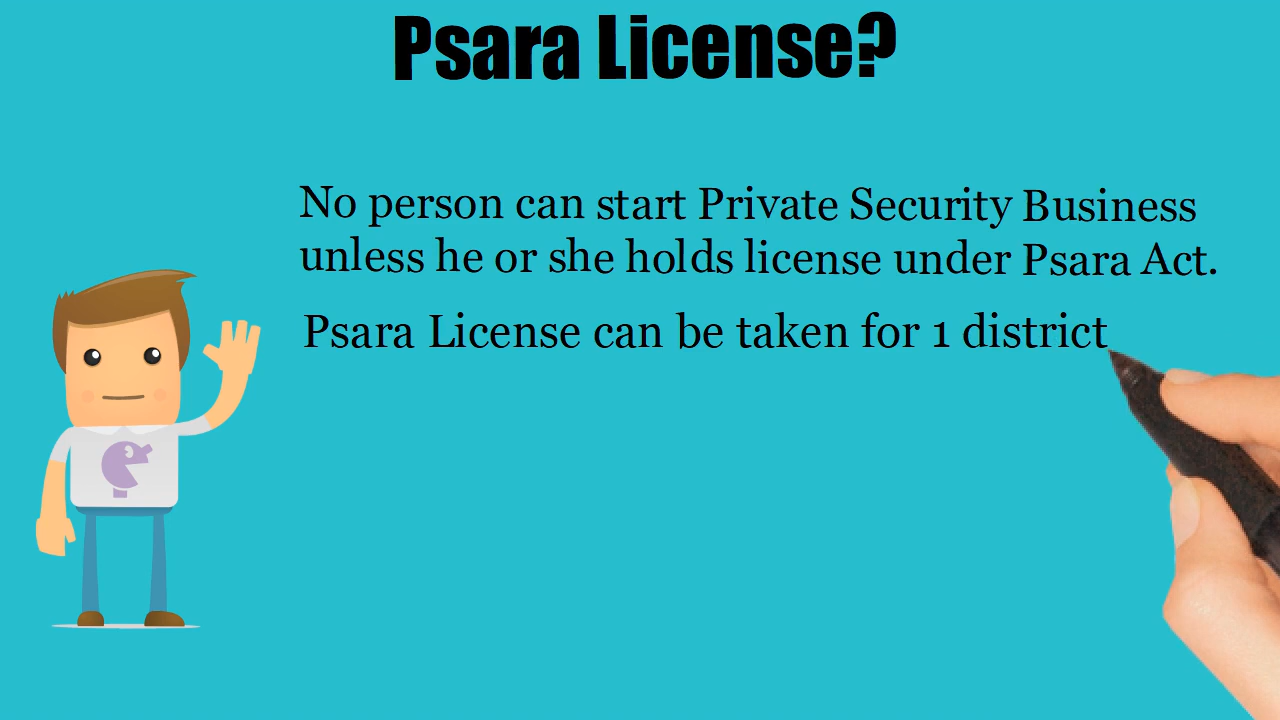 Psara License?
No person can start Private Security Business
unless he or she holds license under Psara Act.
Psara License can be taken for 1 district